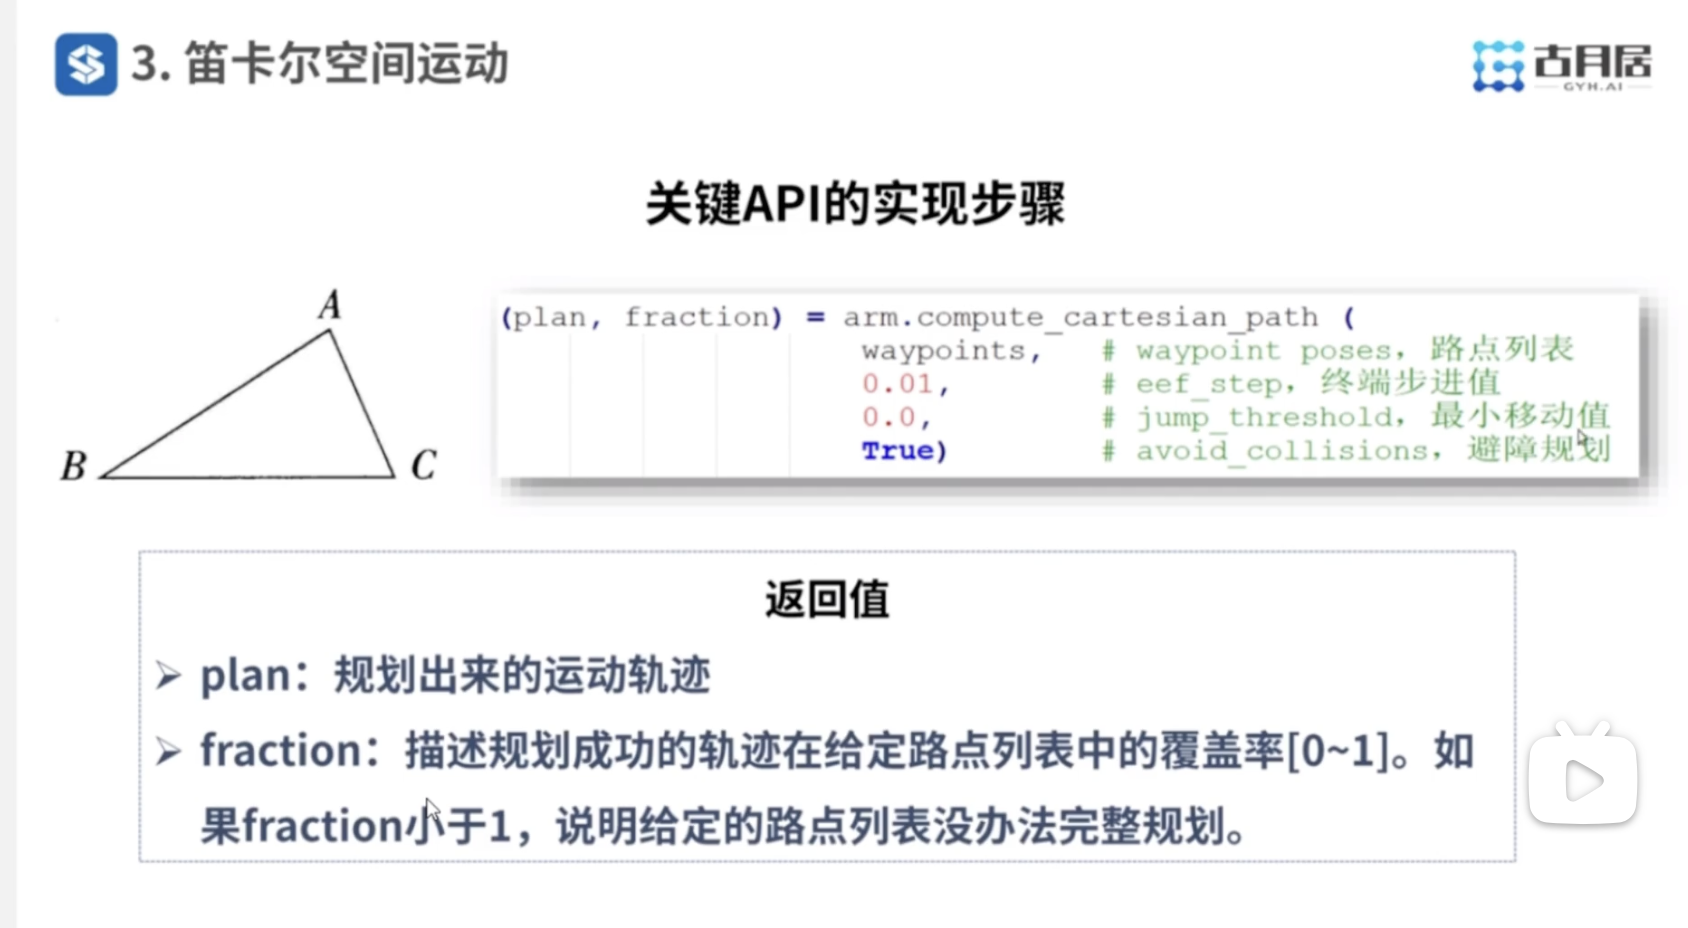 3. 笛卡尔空间运动
古月居
GYH.AI
关键API的实现步骤
A
B
C
(plan, fraction) = arm.compute_cartesian_path (
waypoints, # waypoint poses，路点列表
0.01, # eef_step，终端步进值
0.0, # jump_threshold，最小移动值
True) # avoid_collisions，避障规划
返回值
➢ plan：规划出来的运动轨迹
➢ fraction：描述规划成功的轨迹在给定路点列表中的覆盖率[0~1]。如
果fraction小于1，说明给定的路点列表没办法完整规划。